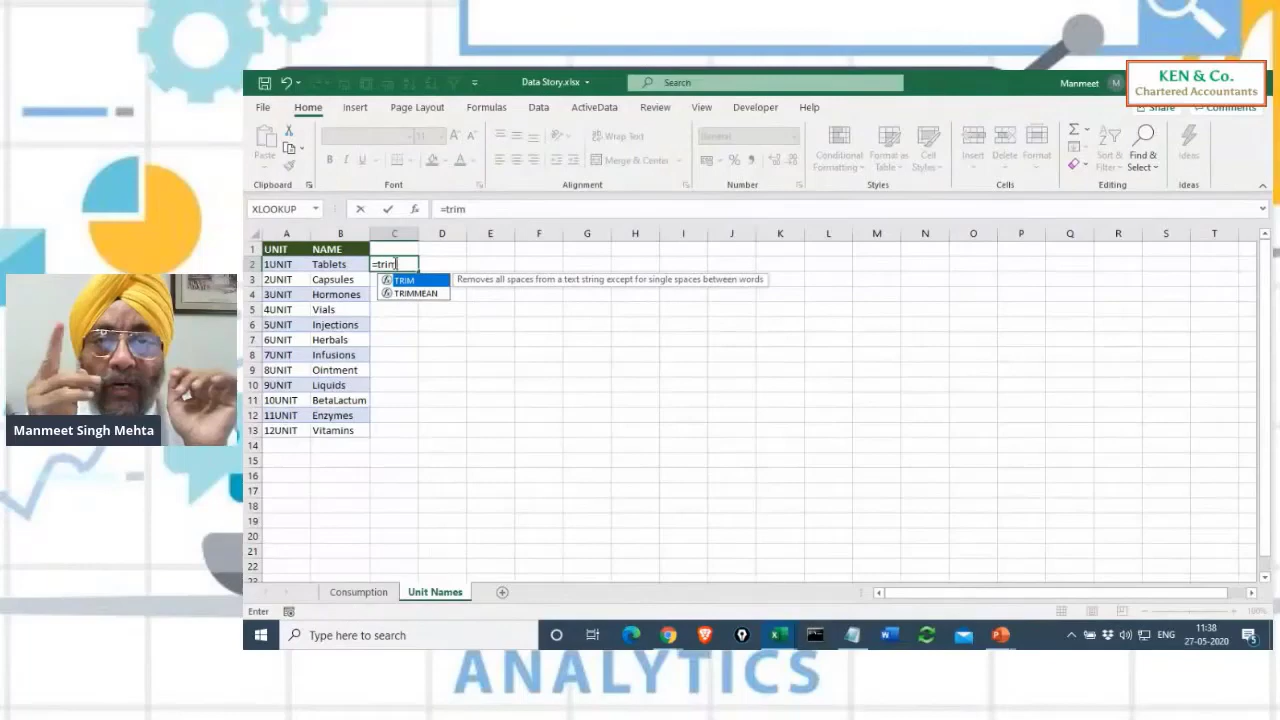 KEN & Co.
Chartered Accountants
Data Story.xlsx
Search
Manmeet
M
File Home Insert Page Layout Formulas Data ActiveData Review View Developer Help
Share Comments
Paste
11
B I U
Wrap Text
Merge & Center
General
Conditional Formatting
Format as Table
Cell Styles
Insert Delete Format
Sort & Filter
Find & Select
Ideas
Clipboard Font Alignment Number Styles Cells Editing Ideas
XLOOKUP fx =trim
A B C D E F G H I J K L M N O P Q R S T
1 UNIT NAME
2 1UNIT Tablets =trim
3 2UNIT Capsules TRIM Removes all spaces from a text string except for single spaces between words
4 3UNIT Hormones TRIMMEAN
5 4UNIT Vials
6 5UNIT Injections
7 6UNIT Herbals
8 7UNIT Infusions
9 8UNIT Ointment
10 9UNIT Liquids
11 10UNIT BetaLactum
12 11UNIT Enzymes
13 12UNIT Vitamins
14
15
16
17
18
19
20
21
22
23
Manmeet Singh Mehta
Consumption Unit Names
Enter
100%
Type here to search
ENG
11:38
27-05-2020
5
ANALYTICS